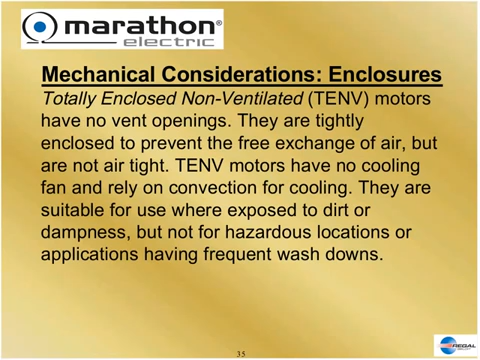 marathon®
electric
Mechanical Considerations: Enclosures
Totally Enclosed Non-Ventilated (TENV) motors
have no vent openings. They are tightly
enclosed to prevent the free exchange of air, but
are not air tight. TENV motors have no cooling
fan and rely on convection for cooling. They are
suitable for use where exposed to dirt or
dampness, but not for hazardous locations or
applications having frequent wash downs.
35
REGAL